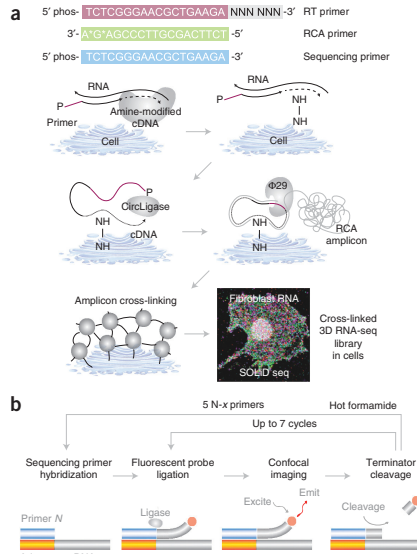 a
5′ phos- TCTCGGGAACGCTGAAGA NNN NNN -3′ RT primer
3′- A*G*AGCCCTTGCGACTTCT -5′ RCA primer
5′ phos- TCTCGGGAACGCTGAAGA -3′ Sequencing primer
RNA
P
Primer
Amine-modified
cDNA
Cell
RNA
P
NH
NH
Cell
P
CircLigase
NH
NH
cDNA
Φ29
NH
NH
RCA
amplicon
Amplicon cross-linking
Fibroblast RNA
SOLiD seq
Cross-linked
3D RNA-seq
library
in cells
b
5 N-x primers
Hot formamide
Up to 7 cycles
Sequencing primer
hybridization
Fluorescent probe
ligation
Confocal
imaging
Terminator
cleavage
Primer N
Ligase
Excite
Emit
Cleavage